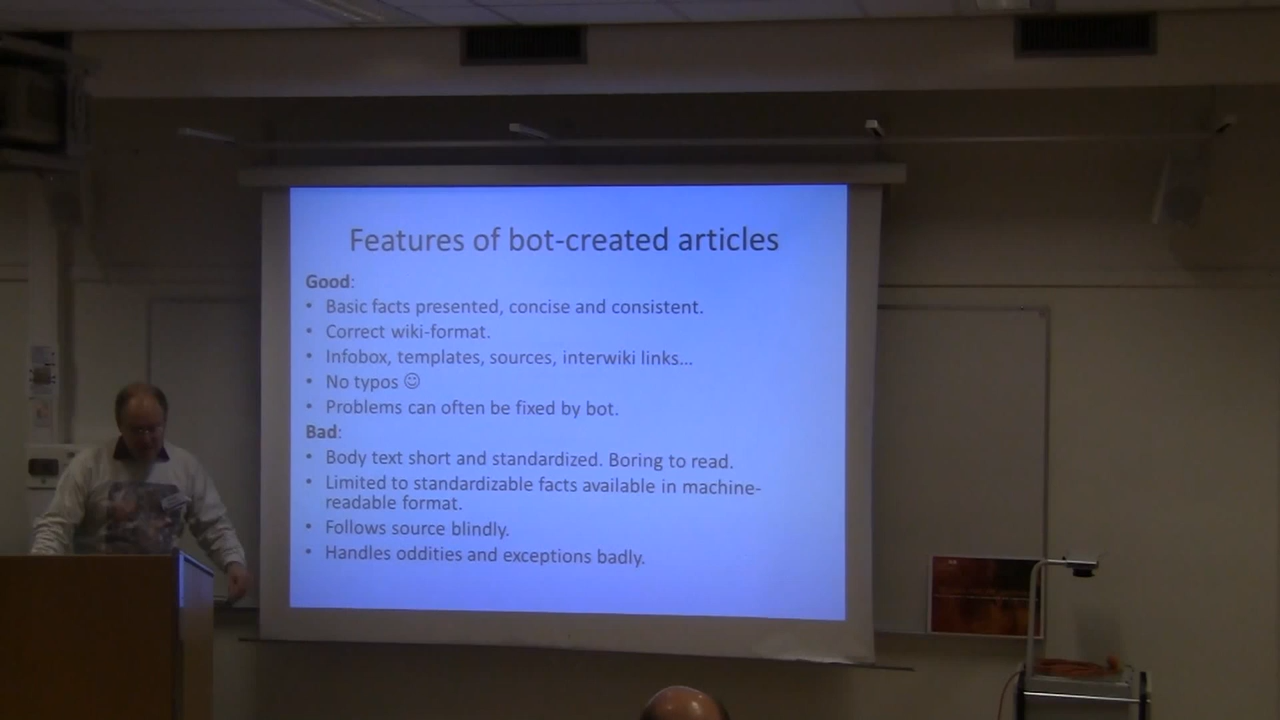 Features of bot-created articles
Good:
• Basic facts presented, concise and consistent.
• Correct wiki-format.
• Infobox, templates, sources, interwiki links...
• No typos ☺
• Problems can often be fixed by bot.
Bad:
• Body text short and standardized. Boring to read.
• Limited to standardizable facts available in machine-
readable format.
• Follows source blindly.
• Handles oddities and exceptions badly.